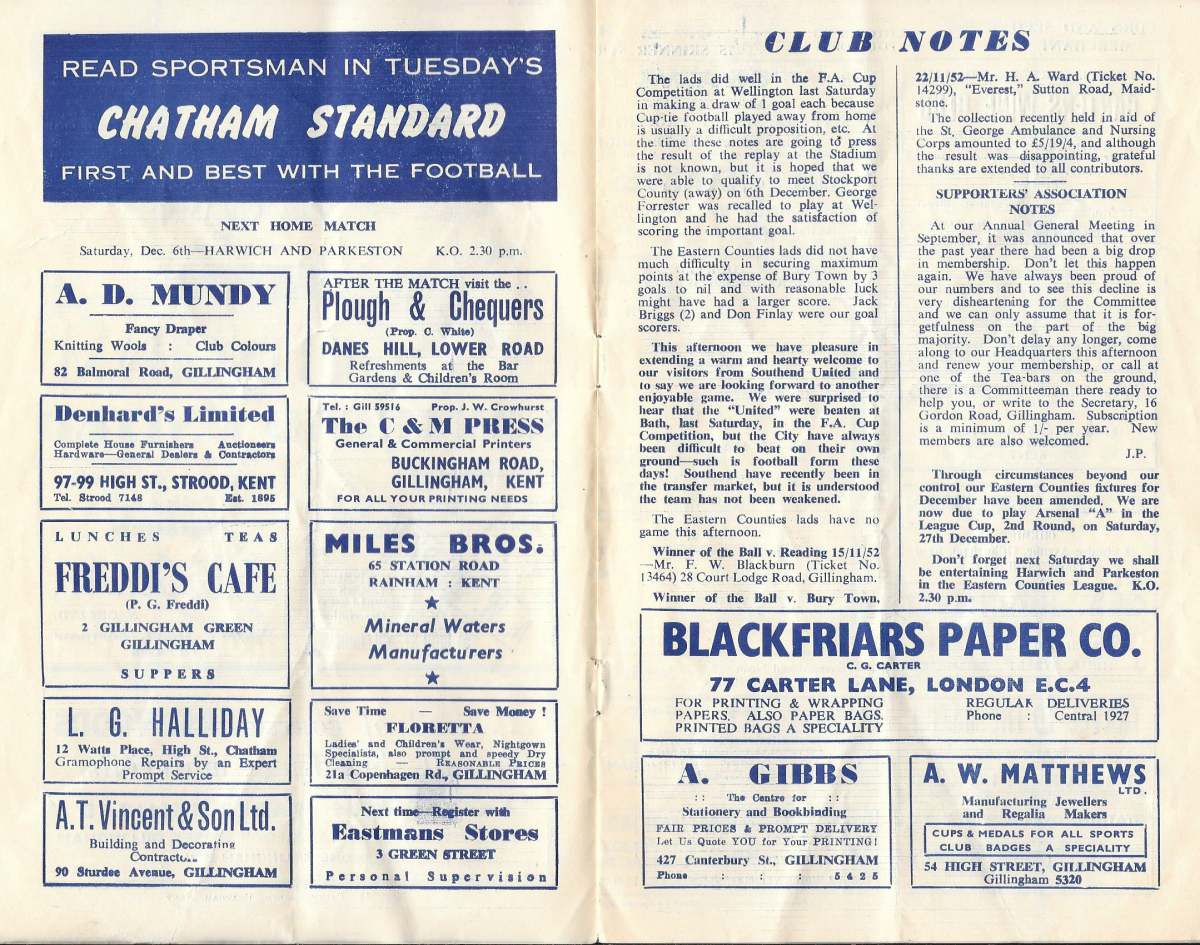 READ SPORTSMAN IN TUESDAY'S
CHATHAM STANDARD
FIRST AND BEST WITH THE FOOTBALL
NEXT HOME MATCH
Saturday, Dec. 6th—HARWICH AND PARKESTON K.O. 2.30 p.m.
A. D. MUNDY
Fancy Draper
Knitting Wools : Club Colours
82 Balmoral Road, GILLINGHAM
AFTER THE MATCH visit the . .
Plough & Chequers
(Prop. C. White)
DANES HILL, LOWER ROAD
Refreshments at the Bar
Gardens & Children's Room
Denhard's Limited
Complete House Furnishers Auctioneers
Hardware—General Dealers & Contractors
97-99 HIGH ST., STROOD, KENT
Tel. Strood 7148 Est. 1895
Tel. : Gill 59516 Prop. J. W. Crowhurst
The C & M PRESS
General & Commercial Printers
BUCKINGHAM ROAD,
GILLINGHAM, KENT
FOR ALL YOUR PRINTING NEEDS
LUNCHES TEAS
FREDDI'S CAFE
(P. G. Freddi)
2 GILLINGHAM GREEN
GILLINGHAM
SUPPERS
MILES BROS.
65 STATION ROAD
RAINHAM : KENT
Mineral Waters
Manufacturers
L. G. HALLIDAY
12 Watts Place, High St., Chatham
Gramophone Repairs by an Expert
Prompt Service
Save Time — Save Money !
FLORETTA
Ladies' and Children's Wear, Nightgown
Specialists, also prompt and speedy Dry
Cleaning — REASONABLE PRICES
21a Copenhagen Rd., GILLINGHAM
A.T. Vincent & Son Ltd.
Building and Decorating
Contracto..
90 Sturdee Avenue, GILLINGHAM
Next time—Register with
Eastmans Stores
3 GREEN STREET
Personal Supervision
CLUB NOTES
The lads did well in the F.A. Cup
Competition at Wellington last Saturday
in making a draw of 1 goal each because
Cup-tie football played away from home
is usually a difficult proposition, etc. At
the time these notes are going to press
the result of the replay at the Stadium
is not known, but it is hoped that we
were able to qualify to meet Stockport
County (away) on 6th December. George
Forrester was recalled to play at Wel-
lington and he had the satisfaction of
scoring the important goal.
The Eastern Counties lads did not have
much difficulty in securing maximum
points at the expense of Bury Town by 3
goals to nil and with reasonable luck
might have had a larger score. Jack
Briggs (2) and Don Finlay were our goal
scorers.
This afternoon we have pleasure in
extending a warm and hearty welcome to
our visitors from Southend United and
to say we are looking forward to another
enjoyable game. We were surprised to
hear that the "United" were beaten at
Bath, last Saturday, in the F.A. Cup
Competition, but the City have always
been difficult to beat on their own
ground—such is football form these
days! Southend have recently been in
the transfer market, but it is understood
the team has not been weakened.
The Eastern Counties lads have no
game this afternoon.
Winner of the Ball v. Reading 15/11/52
—Mr. F. W. Blackburn (Ticket No.
13464) 28 Court Lodge Road, Gillingham.
Winner of the Ball v. Bury Town,
22/11/52—Mr. H. A. Ward (Ticket No.
14299), "Everest," Sutton Road, Maid-
stone.
The collection recently held in aid of
the St. George Ambulance and Nursing
Corps amounted to £5/19/4, and although
the result was disappointing, grateful
thanks are extended to all contributors.
SUPPORTERS' ASSOCIATION
NOTES
At our Annual General Meeting in
September, it was announced that over
the past year there had been a big drop
in membership. Don't let this happen
again. We have always been proud of
our numbers and to see this decline is
very disheartening for the Committee
and we can only assume that it is for-
getfulness on the part of the big
majority. Don't delay any longer, come
along to our Headquarters this afternoon
and renew your membership, or call at
one of the Tea-bars on the ground,
there is a Committeeman there ready to
help you, or write to the Secretary, 16
Gordon Road, Gillingham. Subscription
is a minimum of 1/- per year. New
members are also welcomed.
J.P.
Through circumstances beyond our
control our Eastern Counties fixtures for
December have been amended. We are
now due to play Arsenal "A" in the
League Cup, 2nd Round, on Saturday,
27th December.
Don't forget next Saturday we shall
be entertaining Harwich and Parkeston
in the Eastern Counties League. K.O.
2.30 p.m.
BLACKFRIARS PAPER CO.
C. G. CARTER
77 CARTER LANE, LONDON E.C.4
FOR PRINTING & WRAPPING
PAPERS. ALSO PAPER BAGS.
PRINTED BAGS A SPECIALITY
REGULAR DELIVERIES
Phone : Central 1927
A. GIBBS
: : The Centre for : :
Stationery and Bookbinding
FAIR PRICES & PROMPT DELIVERY
Let Us Quote YOU for Your PRINTING!
427 Canterbury St., GILLINGHAM
Phone : : : 5425
A. W. MATTHEWS
LTD.
Manufacturing Jewellers
and Regalia Makers
CUPS & MEDALS FOR ALL SPORTS
CLUB BADGES A SPECIALITY
54 HIGH STREET, GILLINGHAM
Gillingham 5320